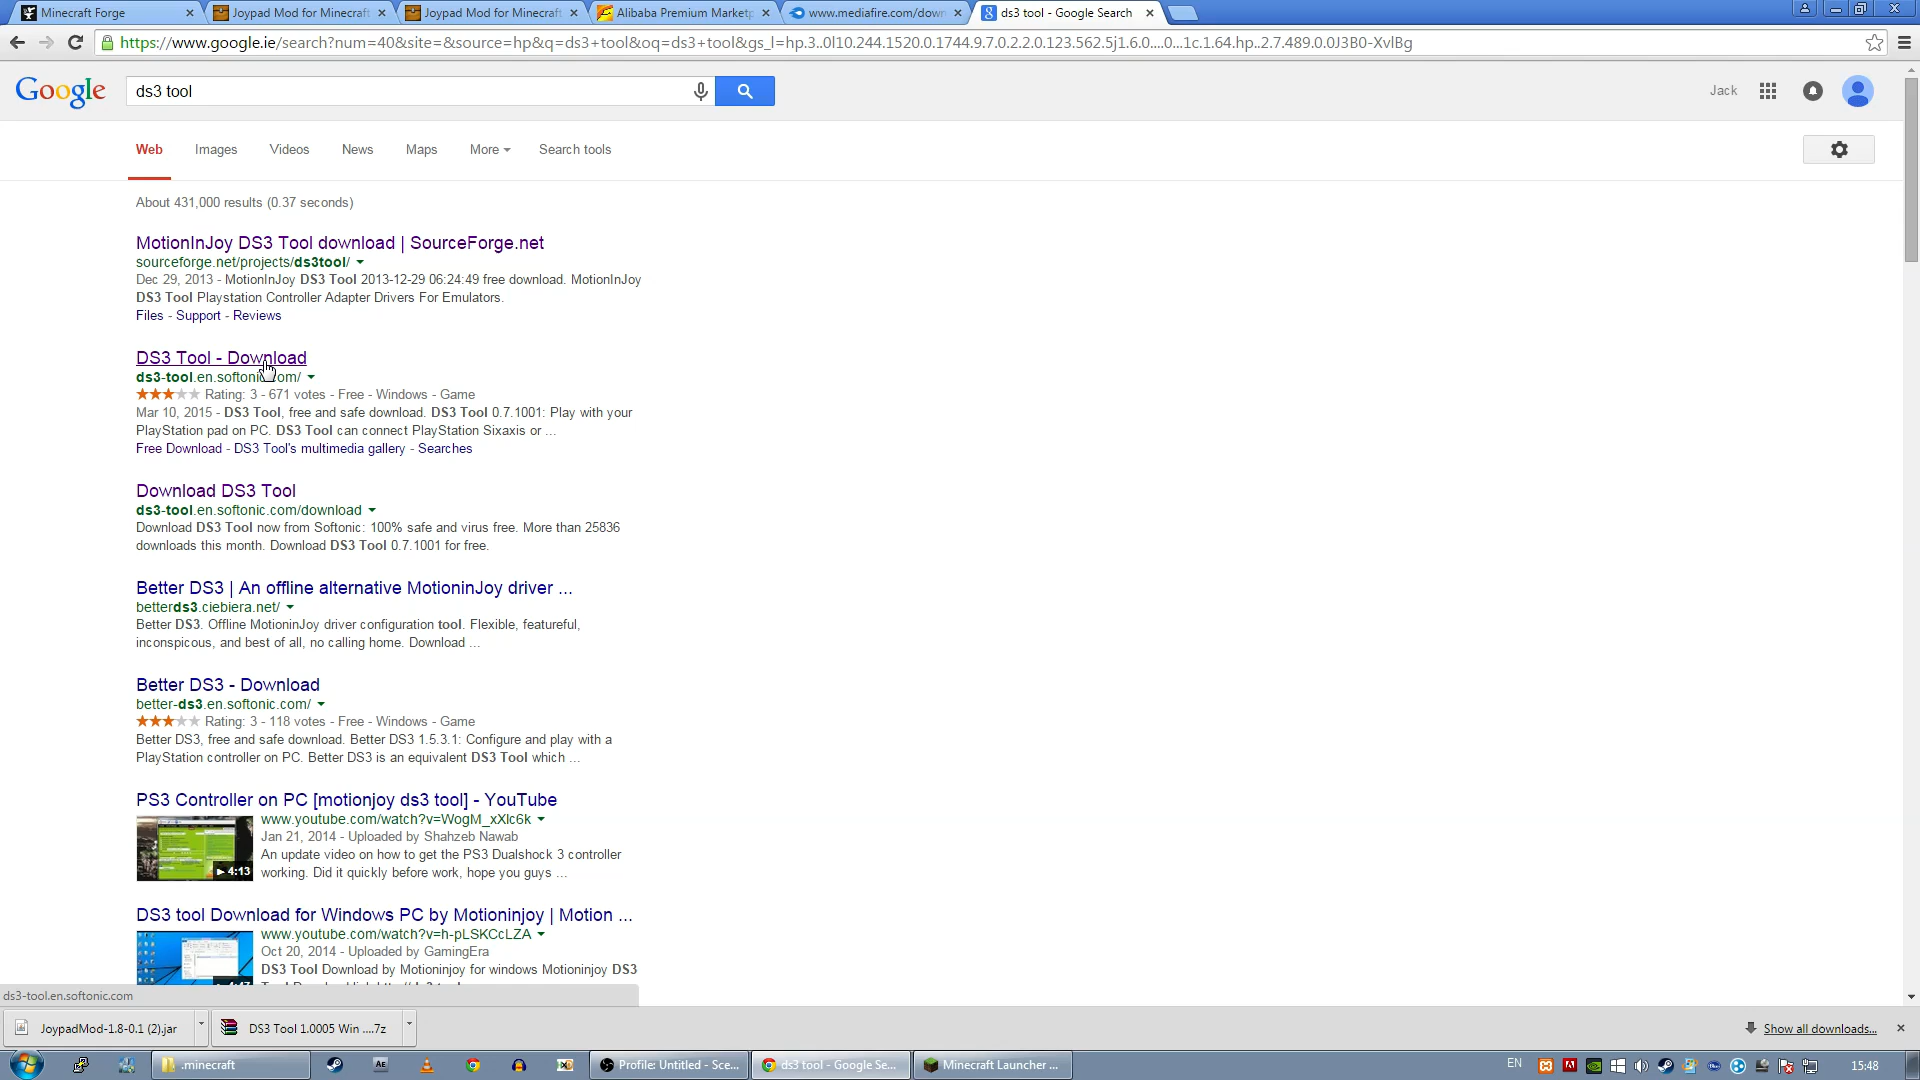 Minecraft Forge
Joypad Mod for Minecraft
Joypad Mod for Minecraft
Alibaba Premium Marketp
www.mediafire.com/down
ds3 tool - Google Search
https://www.google.ie/search?num=40&site=&source=hp&q=ds3+tool&oq=ds3+tool&gs_l=hp.3..0l10.244.1520.0.1744.9.7.0.2.2.0.123.562.5j1.6.0....0...1c.1.64.hp..2.7.489.0.0J3B0-XvlBg
Google
ds3 tool
Jack
Web Images Videos News Maps More Search tools
About 431,000 results (0.37 seconds)
MotionInJoy DS3 Tool download | SourceForge.net
sourceforge.net/projects/ds3tool/
Dec 29, 2013 - MotionInJoy DS3 Tool 2013-12-29 06:24:49 free download. MotionInJoy
DS3 Tool Playstation Controller Adapter Drivers For Emulators.
Files - Support - Reviews
DS3 Tool - Download
ds3-tool.en.softonic.com/
Rating: 3 - 671 votes - Free - Windows - Game
Mar 10, 2015 - DS3 Tool, free and safe download. DS3 Tool 0.7.1001: Play with your
PlayStation pad on PC. DS3 Tool can connect PlayStation Sixaxis or ...
Free Download - DS3 Tool's multimedia gallery - Searches
Download DS3 Tool
ds3-tool.en.softonic.com/download
Download DS3 Tool now from Softonic: 100% safe and virus free. More than 25836
downloads this month. Download DS3 Tool 0.7.1001 for free.
Better DS3 | An offline alternative MotioninJoy driver ...
betterds3.ciebiera.net/
Better DS3. Offline MotioninJoy driver configuration tool. Flexible, featureful,
inconspicous, and best of all, no calling home. Download ...
Better DS3 - Download
better-ds3.en.softonic.com/
Rating: 3 - 118 votes - Free - Windows - Game
Better DS3, free and safe download. Better DS3 1.5.3.1: Configure and play with a
PlayStation controller on PC. Better DS3 is an equivalent DS3 Tool which ...
PS3 Controller on PC [motionjoy ds3 tool] - YouTube
www.youtube.com/watch?v=WogM_xXlc6k
Jan 21, 2014 - Uploaded by Shahzeb Nawab
An update video on how to get the PS3 Dualshock 3 controller
working. Did it quickly before work, hope you guys ...
4:13
DS3 tool Download for Windows PC by Motioninjoy | Motion ...
www.youtube.com/watch?v=h-pLSKCcLZA
Oct 20, 2014 - Uploaded by GamingEra
DS3 Tool Download by Motioninjoy for windows Motioninjoy DS3
ds3-tool.en.softonic.com
JoypadMod-1.8-0.1 (2).jar
DS3 Tool 1.0005 Win ....7z
Show all downloads...
.minecraft
Profile: Untitled - Sce...
ds3 tool - Google Se...
Minecraft Launcher ...
EN
15:48